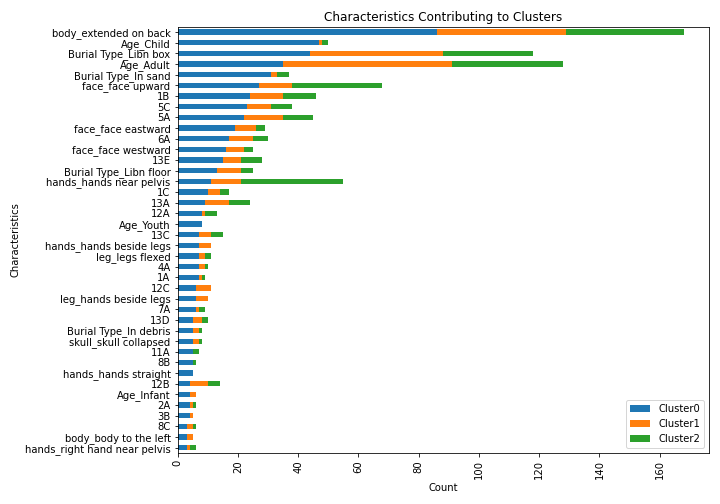 Characteristics Contributing to Clusters
body_extended on back
Age_Child
Burial Type_Libn box
Age_Adult
Burial Type_In sand
face_face upward
1B
5C
5A
face_face eastward
6A
face_face westward
13E
Burial Type_Libn floor
hands_hands near pelvis
1C
13A
12A
Age_Youth
13C
hands_hands beside legs
leg_legs flexed
4A
1A
12C
leg_hands beside legs
7A
13D
Burial Type_In debris
skull_skull collapsed
11A
8B
hands_hands straight
12B
Age_Infant
2A
3B
8C
body_body to the left
hands_right hand near pelvis
Characteristics
0
20
40
60
80
100
120
140
160
Count
Cluster0
Cluster1
Cluster2